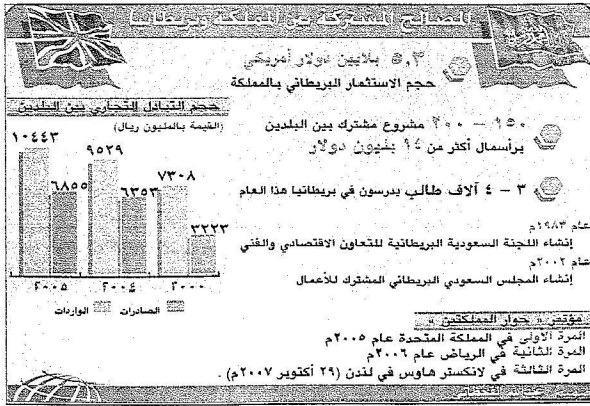 المصالح المشتركة بين المملكة وبريطانيا
٥,٣ بلايين دولار أمريكي
حجم الاستثمار البريطاني بالمملكة
١٥٠ – ٢٠٠ مشروع مشترك بين البلدين
برأسمال أكثر من ١٤ بليون دولار
٣ – ٤ آلاف طالب يدرسون في بريطانيا هذا العام
عام ١٩٨٣م
إنشاء اللجنة السعودية البريطانية للتعاون الاقتصادي والفني
عام ٢٠٠٢م
إنشاء المجلس السعودي البريطاني المشترك للأعمال
مؤتمر « حوار المملكتين »
المرة الاولى في المملكة المتحدة عام ٢٠٠٥م
المرة الثانية في الرياض عام ٢٠٠٦م
المرة الثالثة في لانكستر هاوس في لندن (٢٩ أكتوبر ٢٠٠٧م) .
حجم التبادل التجاري بين البلدين
(القيمة بالمليون ريال)
٧٣٠٨ ٩٥٢٩ ١٠٤٤٣
٣٢٢٣ ٦٣٥٣ ٦٨٥٥
٢٠٠٠ ٢٠٠٤ ٢٠٠٥
الصادرات الواردات